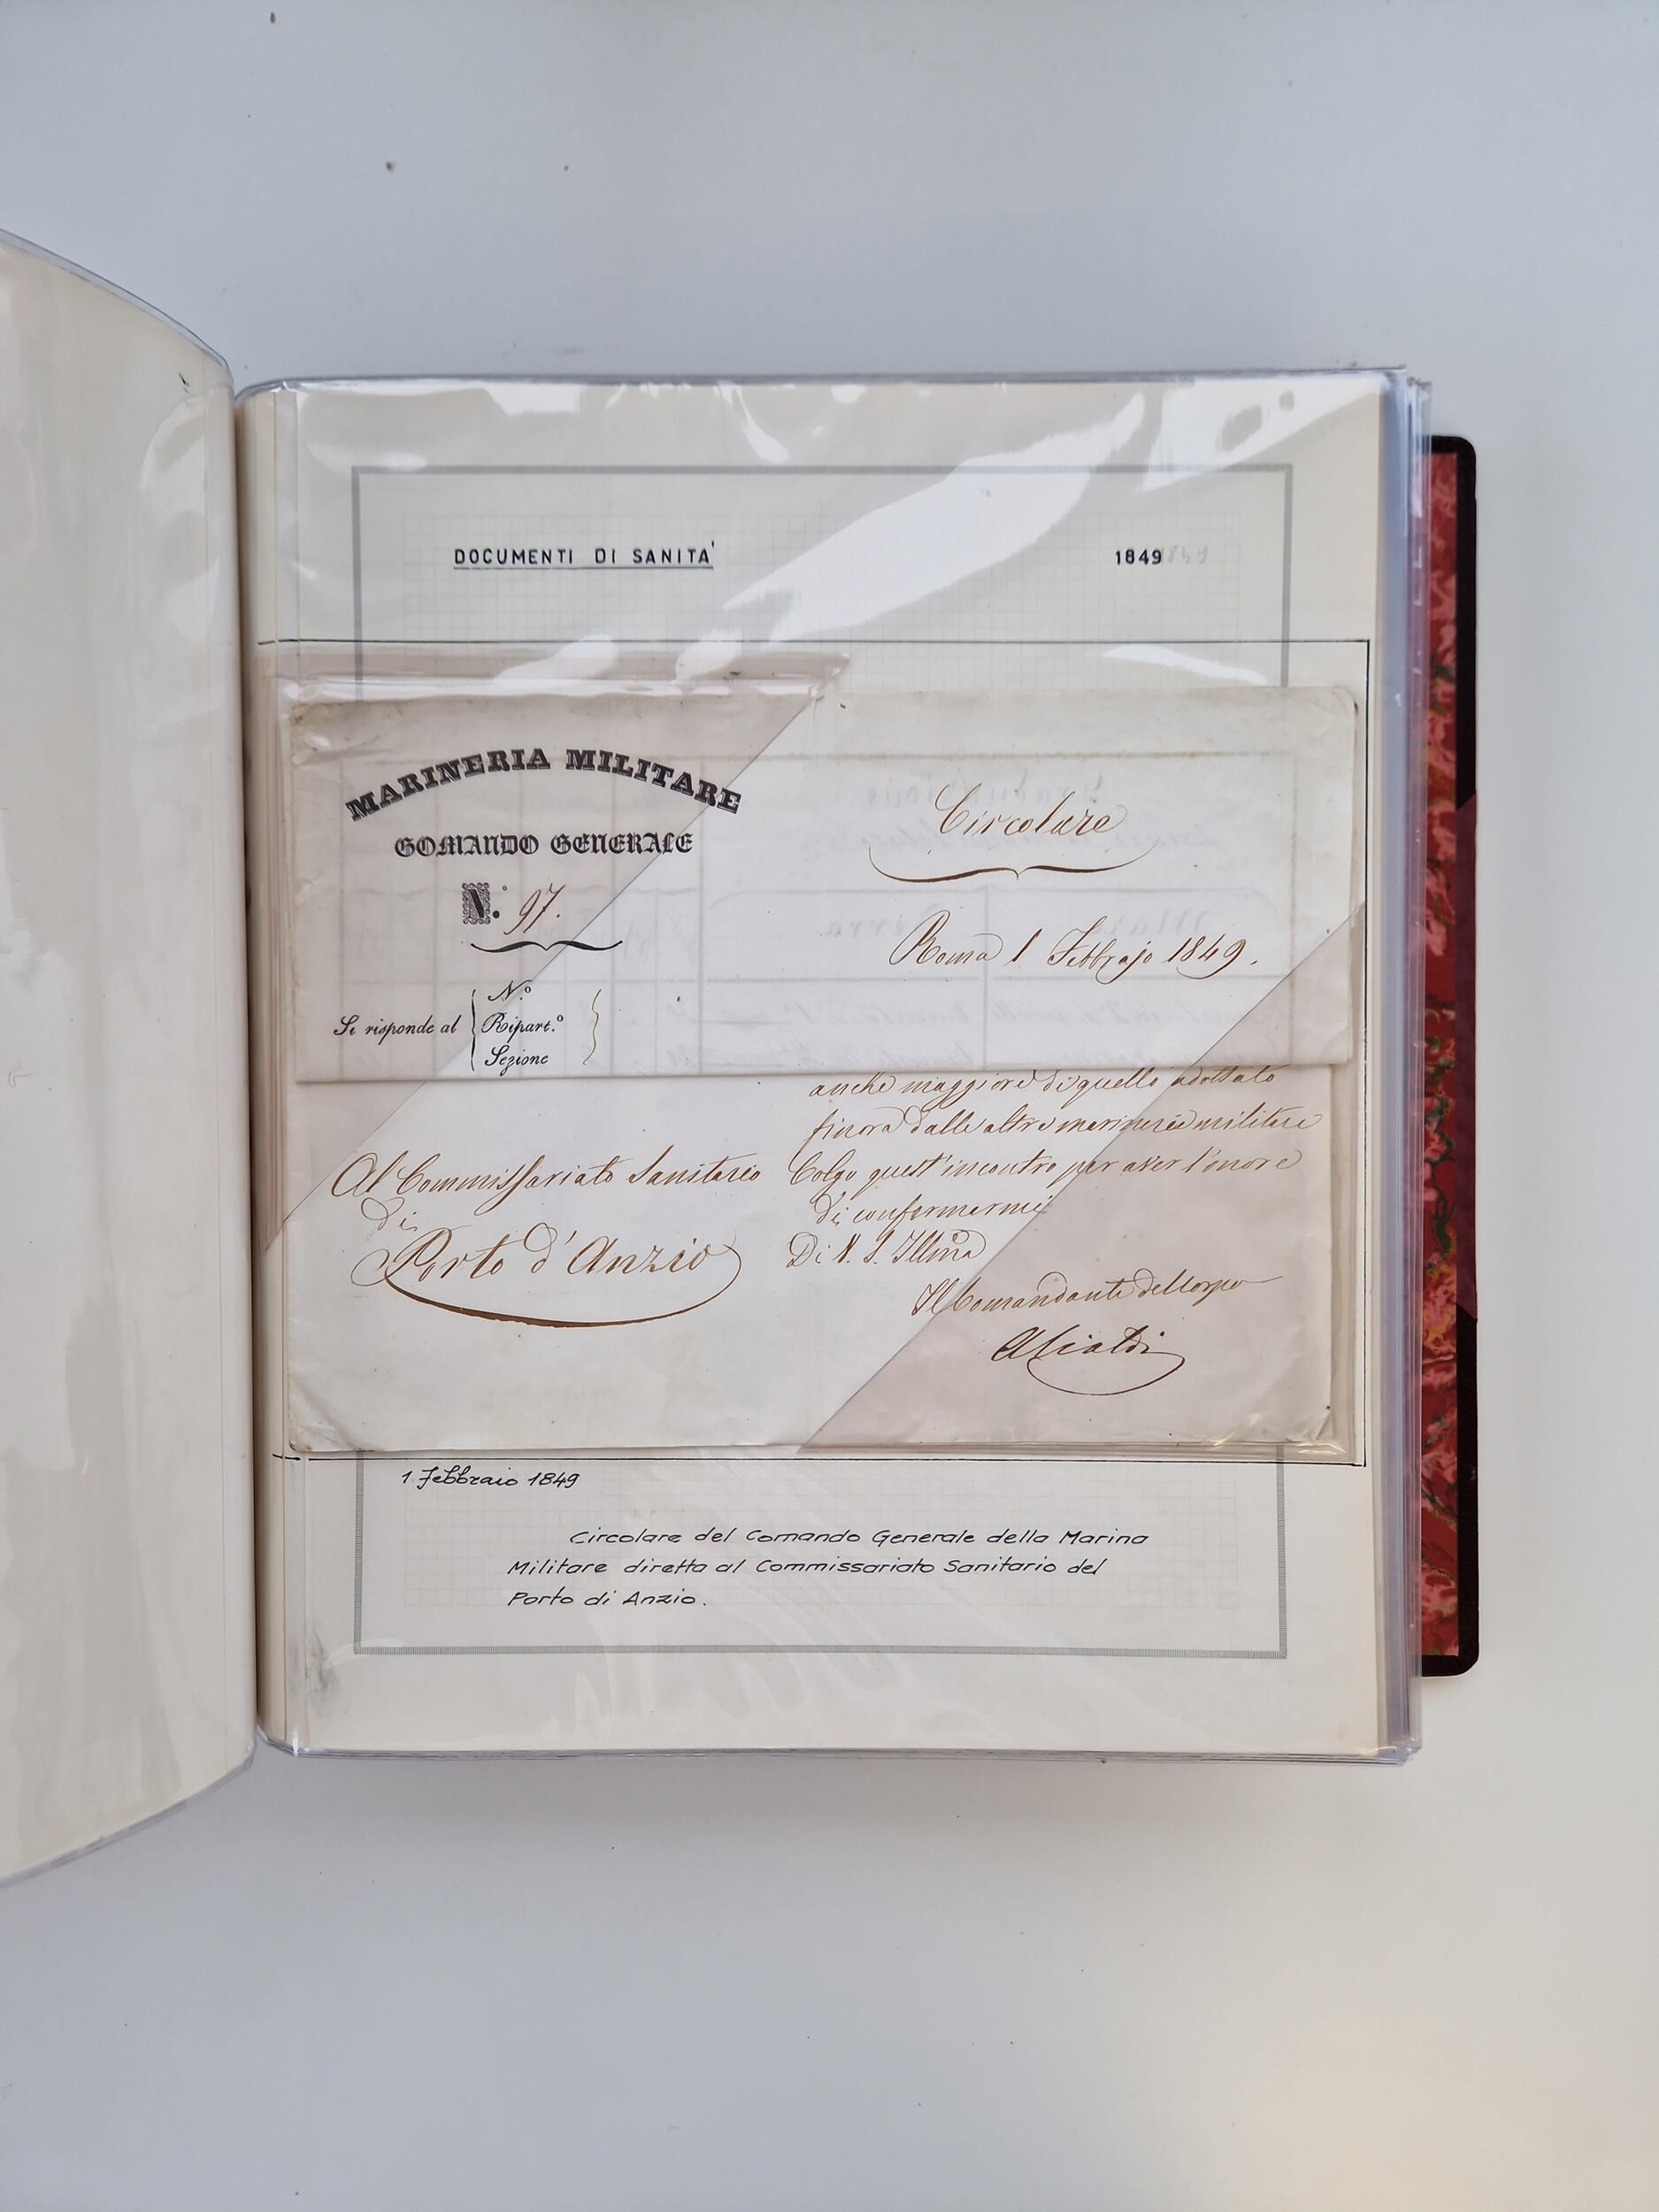 DOCUMENTI DI SANITA'
1849
MARINERIA MILITARE
COMANDO GENERALE
N.° 97.
Si risponde al
N.°
Ripart.°
Sezione
Circolare
Roma 1 Febbrajo 1849.
anche maggiore di quello adottato
finora dalle altre marinerie militari
Colgo quest'incontro per aver l'onore
di confermarmi
Di V. S. Illma
Il Comandante del Corpo
ACialdi
Al Commissariato Sanitario
di
Porto d'Anzio
1 Febbraio 1849
Circolare del Comando Generale della Marina
Militare diretta al Commissariato Sanitario del
Porto di Anzio.